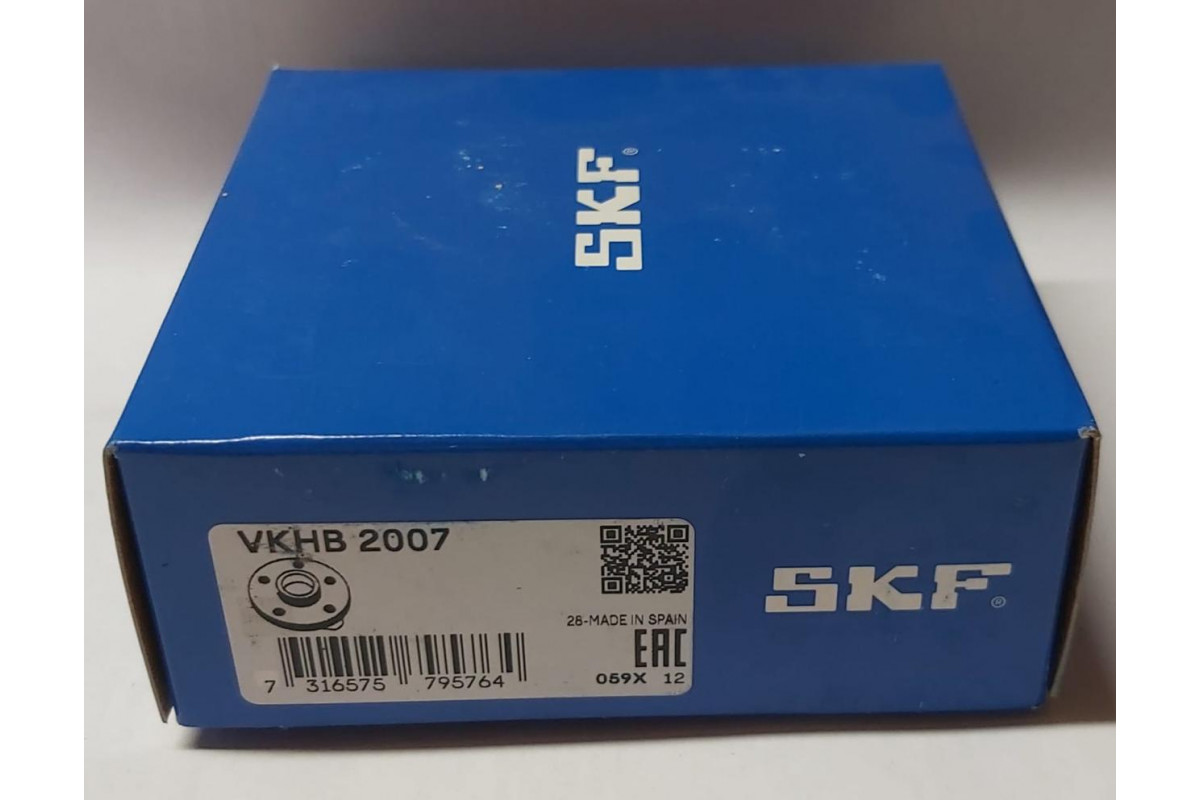 SKF®
VKHB 2007
28-MADE IN SPAIN
EAC
059X 12
7 316575 795764
SKF®